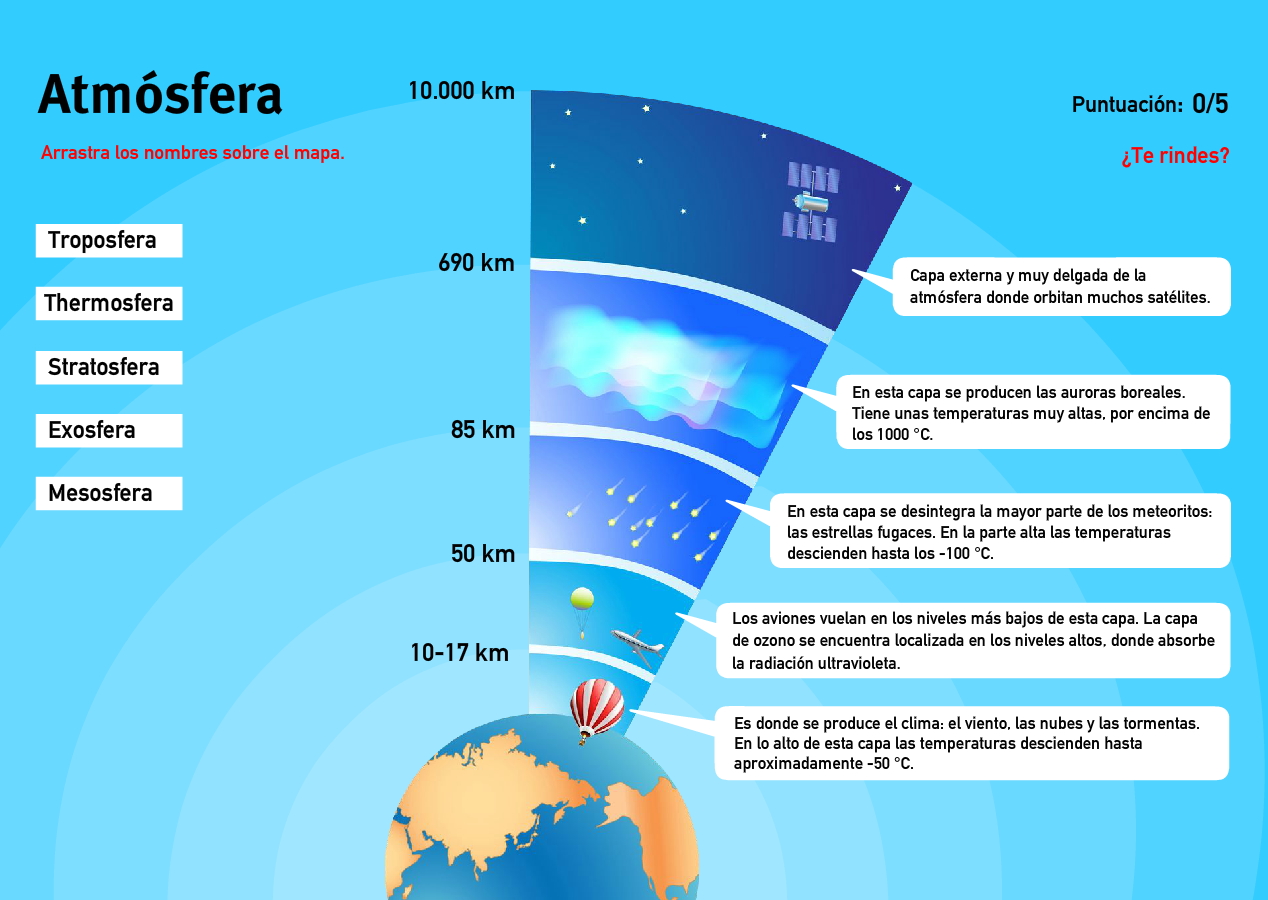 Atmósfera
Arrastra los nombres sobre el mapa.
Puntuación: 0/5
¿Te rindes?
Troposfera
Thermosfera
Stratosfera
Exosfera
Mesosfera
10.000 km
690 km
85 km
50 km
10-17 km
Capa externa y muy delgada de la
atmósfera donde orbitan muchos satélites.
En esta capa se producen las auroras boreales.
Tiene unas temperaturas muy altas, por encima de
los 1000 °C.
En esta capa se desintegra la mayor parte de los meteoritos:
las estrellas fugaces. En la parte alta las temperaturas
descienden hasta los -100 °C.
Los aviones vuelan en los niveles más bajos de esta capa. La capa
de ozono se encuentra localizada en los niveles altos, donde absorbe
la radiación ultravioleta.
Es donde se produce el clima: el viento, las nubes y las tormentas.
En lo alto de esta capa las temperaturas descienden hasta
aproximadamente -50 °C.